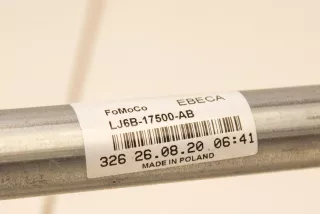 FoMoCo EBECA
LJ6B-17500-AB
326 26.08.20 06:41
MADE IN POLAND